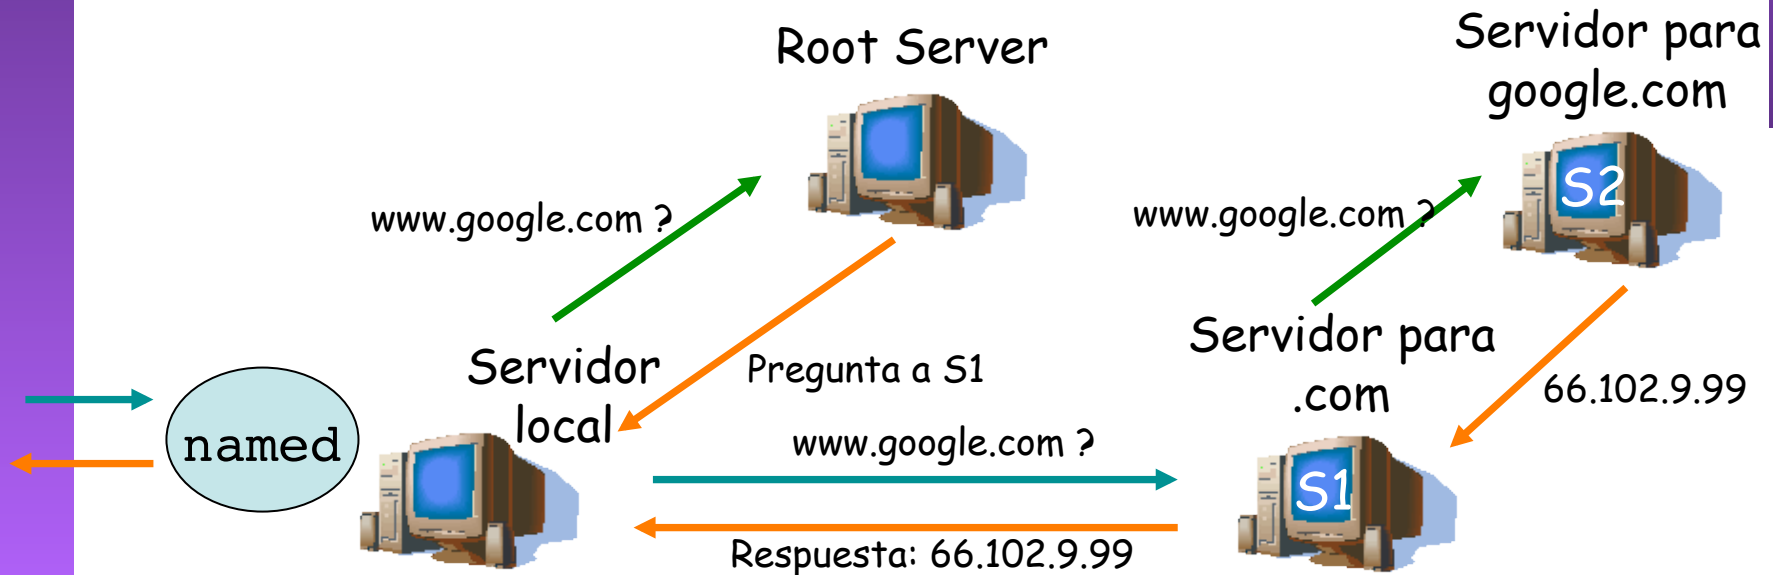 Root Server
Servidor para
google.com
S2
www.google.com ?
www.google.com ?
Servidor
local
Pregunta a S1
Servidor para
.com
66.102.9.99
named
www.google.com ?
S1
Respuesta: 66.102.9.99